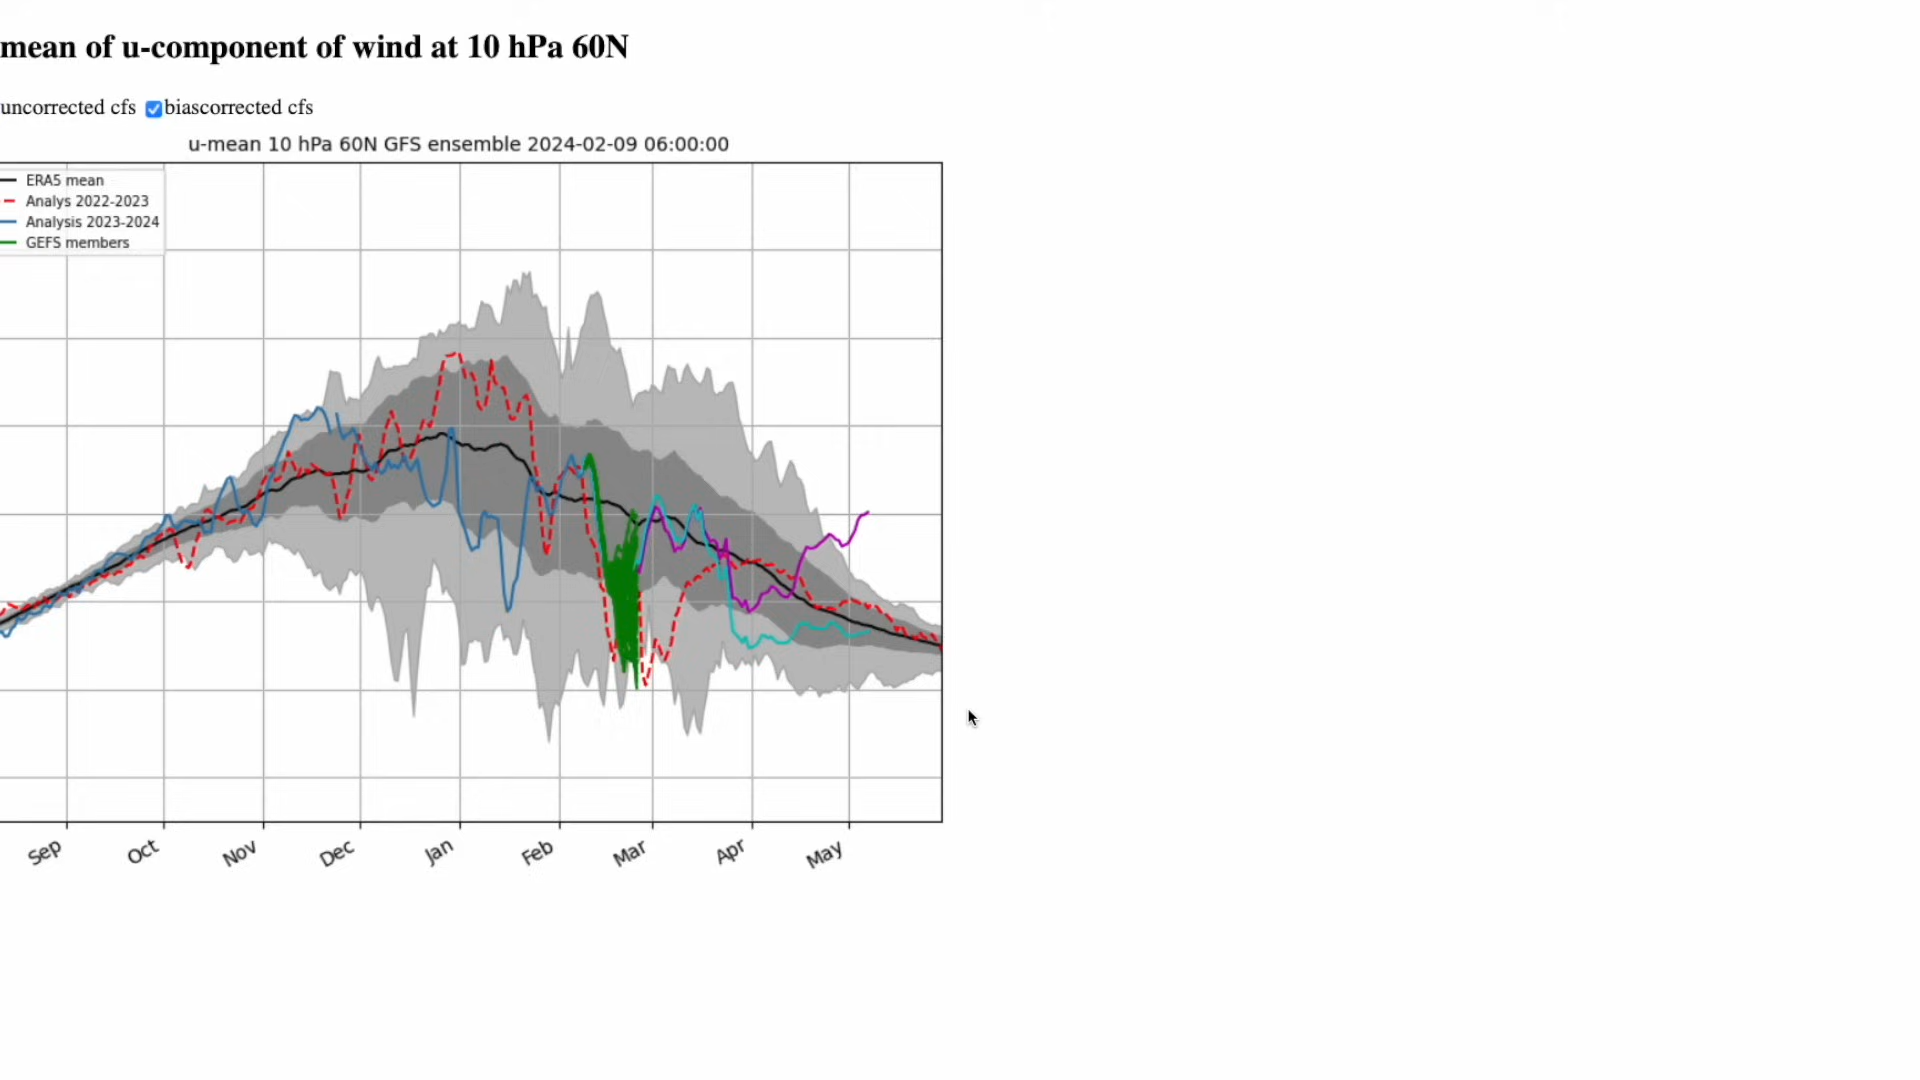 mean of u-component of wind at 10 hPa 60N
uncorrected cfs biascorrected cfs
u-mean 10 hPa 60N GFS ensemble 2024-02-09 06:00:00
ERA5 mean
Analys 2022-2023
Analysis 2023-2024
GEFS members
Sep Oct Nov Dec Jan Feb Mar Apr May